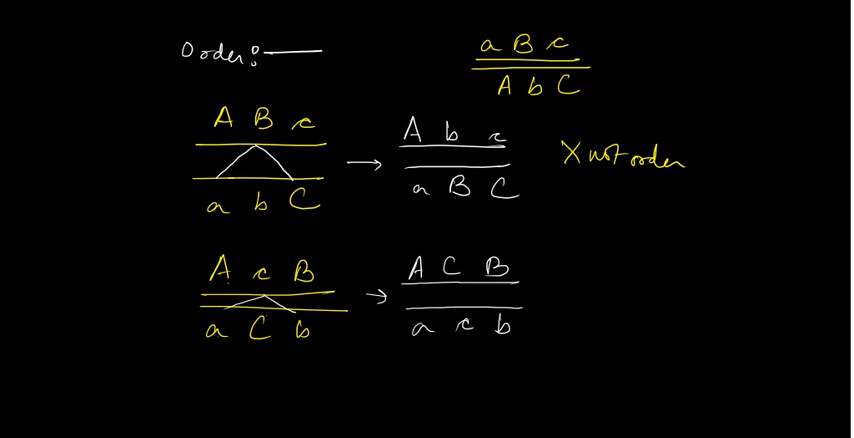 Order:
a B c
A b C
A B c
a b C
→
A b c
a B C
X not order
A c B
a C b
→
A C B
a c b